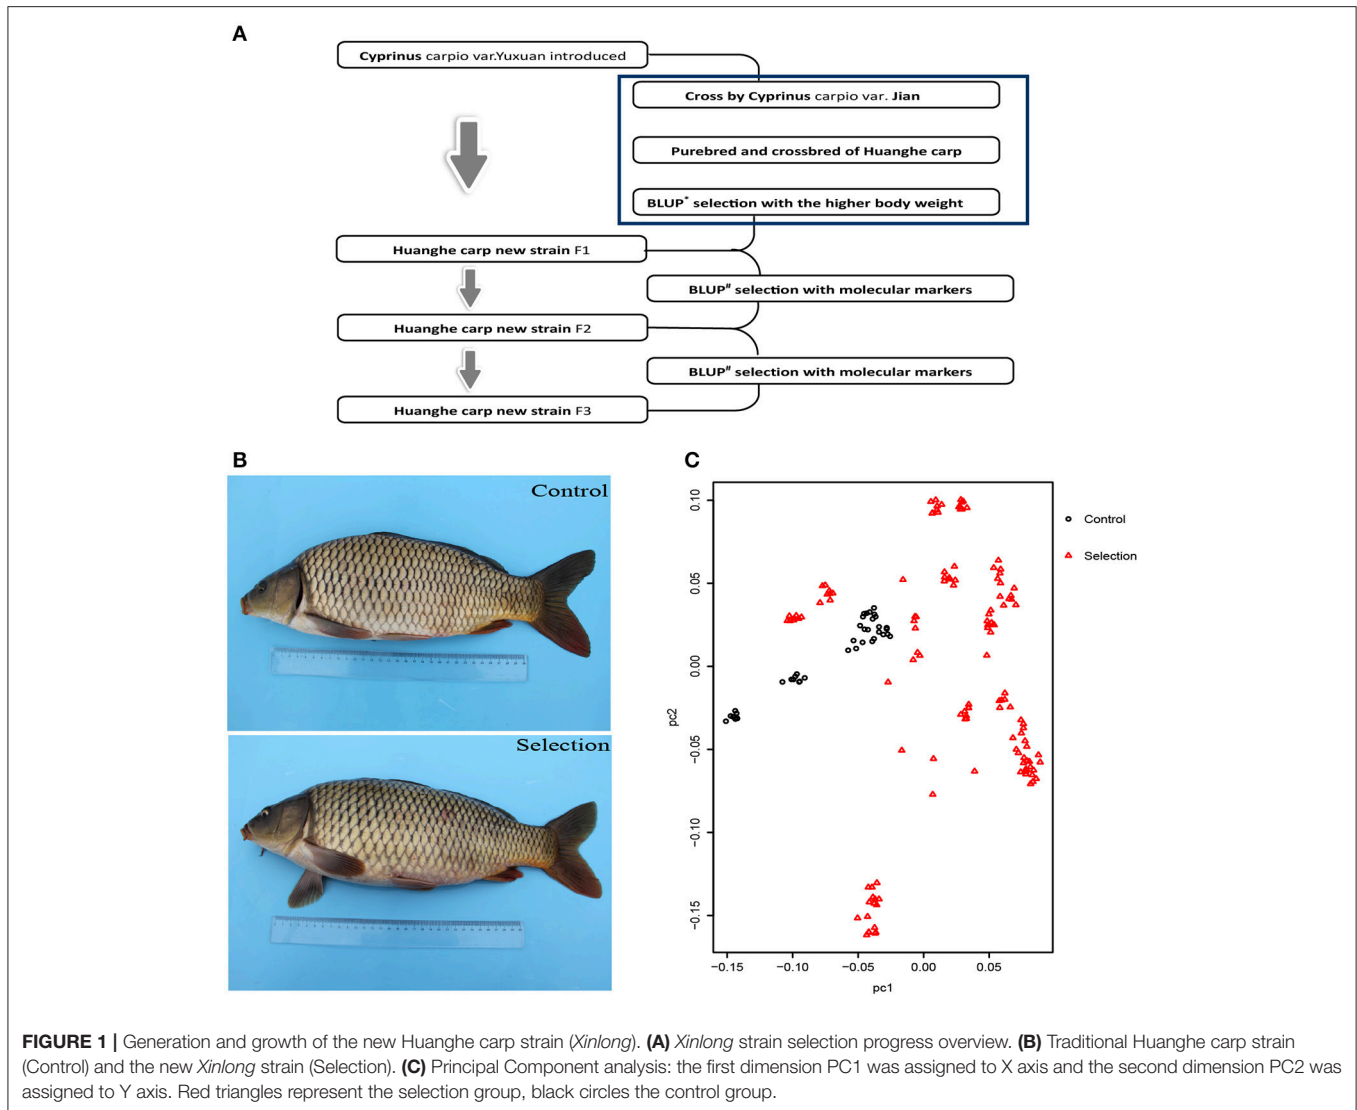 A
Cyprinus carpio var.Yuxuan introduced
Cross by Cyprinus carpio var. Jian
Purebred and crossbred of Huanghe carp
BLUP* selection with the higher body weight
Huanghe carp new strain F1
BLUP# selection with molecular markers
Huanghe carp new strain F2
BLUP# selection with molecular markers
Huanghe carp new strain F3
B
Control
Selection
C
0.10
0.05
0.00
−0.05
−0.10
−0.15
pc2
−0.15 −0.10 −0.05 0.00 0.05
pc1
Control
Selection
FIGURE 1 | Generation and growth of the new Huanghe carp strain (Xinlong). (A) Xinlong strain selection progress overview. (B) Traditional Huanghe carp strain
(Control) and the new Xinlong strain (Selection). (C) Principal Component analysis: the first dimension PC1 was assigned to X axis and the second dimension PC2 was
assigned to Y axis. Red triangles represent the selection group, black circles the control group.